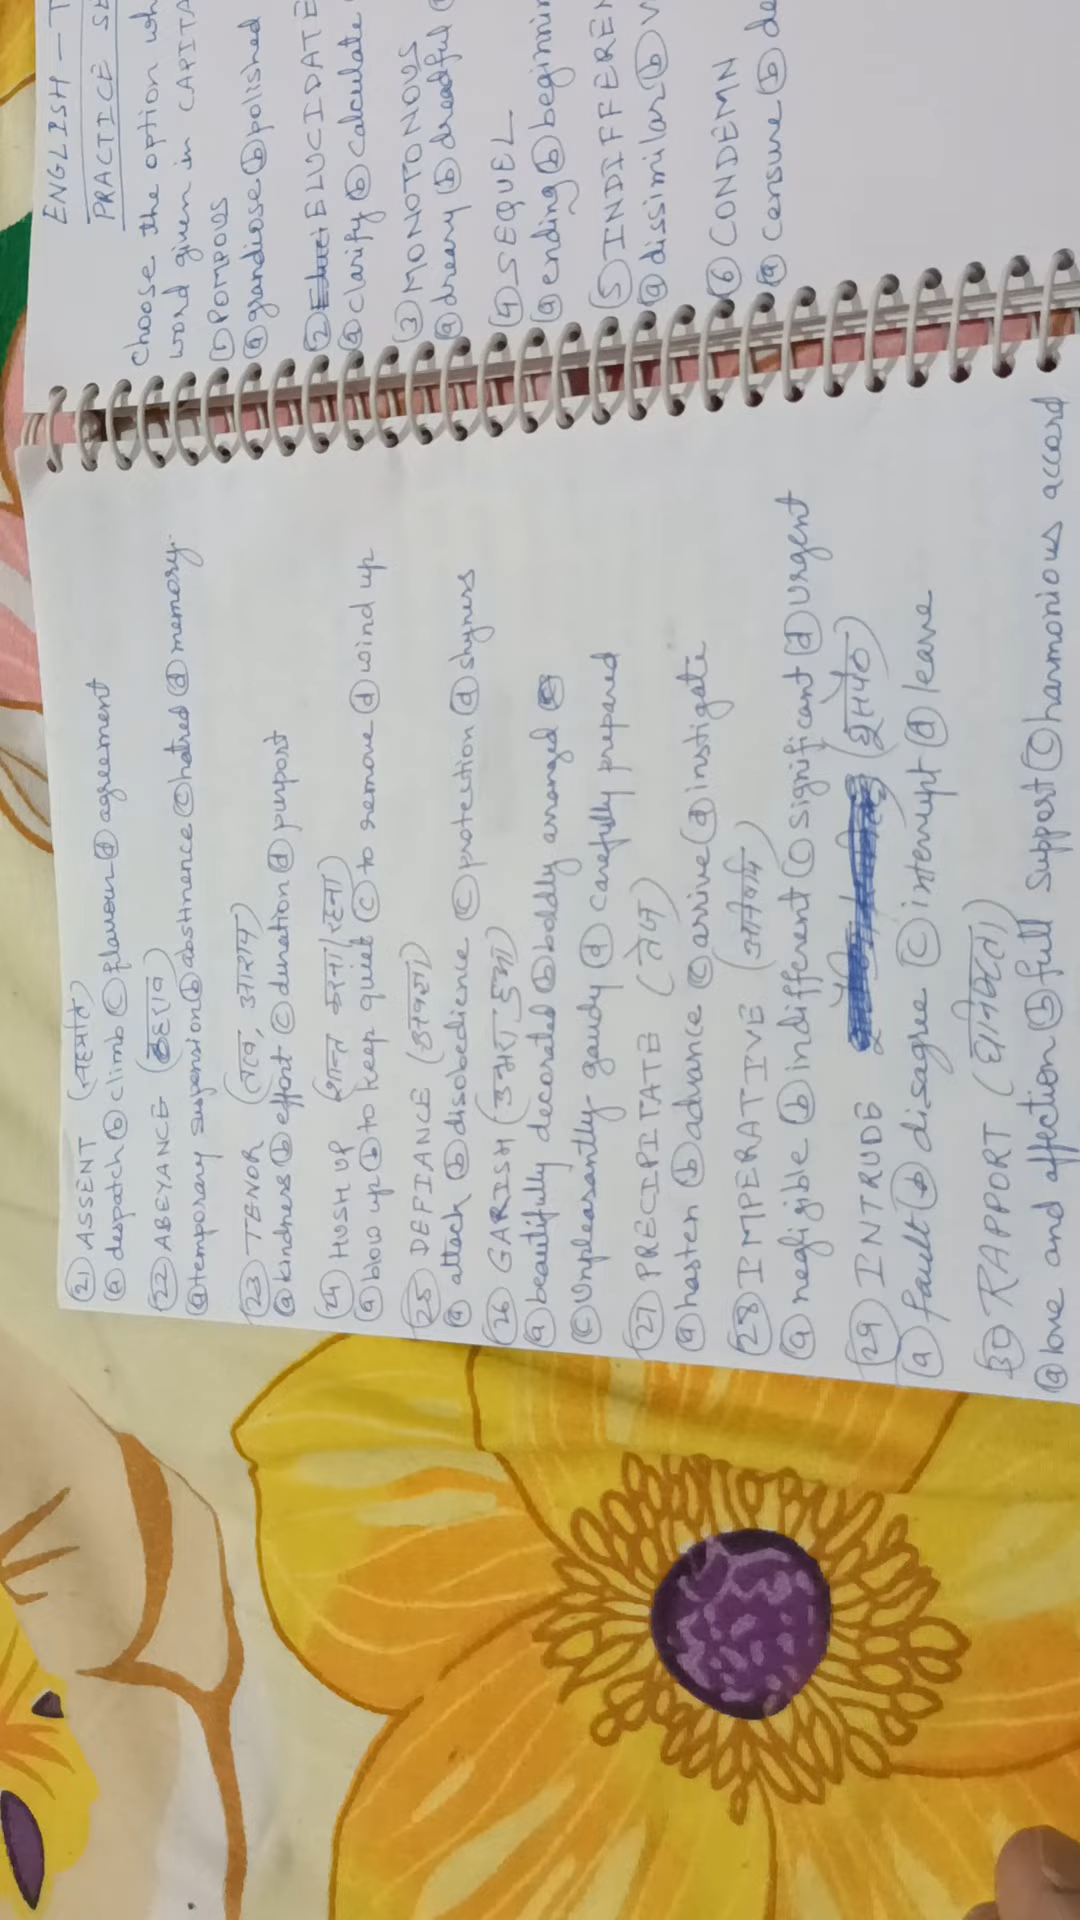 (21) ASSENT (सहमति)
(a) despatch (b) climb (c) flavour (d) agreement
(22) ABEYANCE (ठहराव)
(a) temporary suspension (b) abstinence (c) hatred (d) memory.
(23) TENOR (तत्व, आशय)
(a) kindness (b) effort (c) duration (d) purport
(24) HUSH UP (शान्त करना/रहना)
(a) blow up (b) to keep quiet (c) to remove (d) wind up
(25) DEFIANCE (अवज्ञा)
(a) attack (b) disobedience (c) protection (d) shyness
(26) GARISH (उभरा हुआ)
(a) beautifully decorated (b) boldly arranged
(c) Unpleasantly gaudy (d) carefully prepared
(27) PRECIPITATE (तेज)
(a) hasten (b) advance (c) arrive (d) instigate
(28) IMPERATIVE (अनिवार्य)
(a) negligible (b) indifferent (c) significant (d) Urgent
(29) INTRUDE (घुसपैठ)
(a) fault (b) disagree (c) interrupt (d) leave
(30) RAPPORT (घनिष्टता)
(a) love and affection (b) full support (c) harmonious accord
ENGLISH - T
PRACTICE SE
Choose the option wh
word given in CAPITA
(1) POMPOUS
(a) grandiose (b) polished
(2) ELUCIDATE
(a) clarify (b) calculate
(3) MONOTONOUS
(a) dreary (b) dreadful
(4) SEQUEL
(a) ending (b) beginnin
(5) INDIFFEREN
(a) dissimilar (b)
(6) CONDEMN
(a) censure (b) de